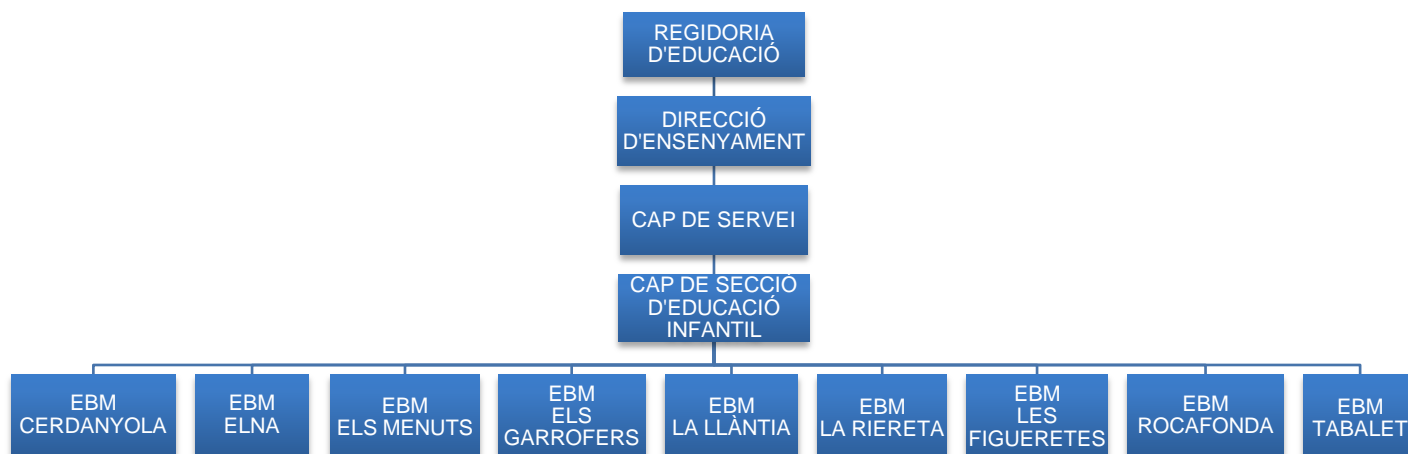 REGIDORIA
D'EDUCACIÓ
DIRECCIÓ
D'ENSENYAMENT
CAP DE SERVEI
CAP DE SECCIÓ
D'EDUCACIÓ
INFANTIL
EBM
CERDANYOLA
EBM
ELNA
EBM
ELS MENUTS
EBM
ELS
GARROFERS
EBM
LA LLÀNTIA
EBM
LA RIERETA
EBM
LES
FIGUERETES
EBM
ROCAFONDA
EBM
TABALET